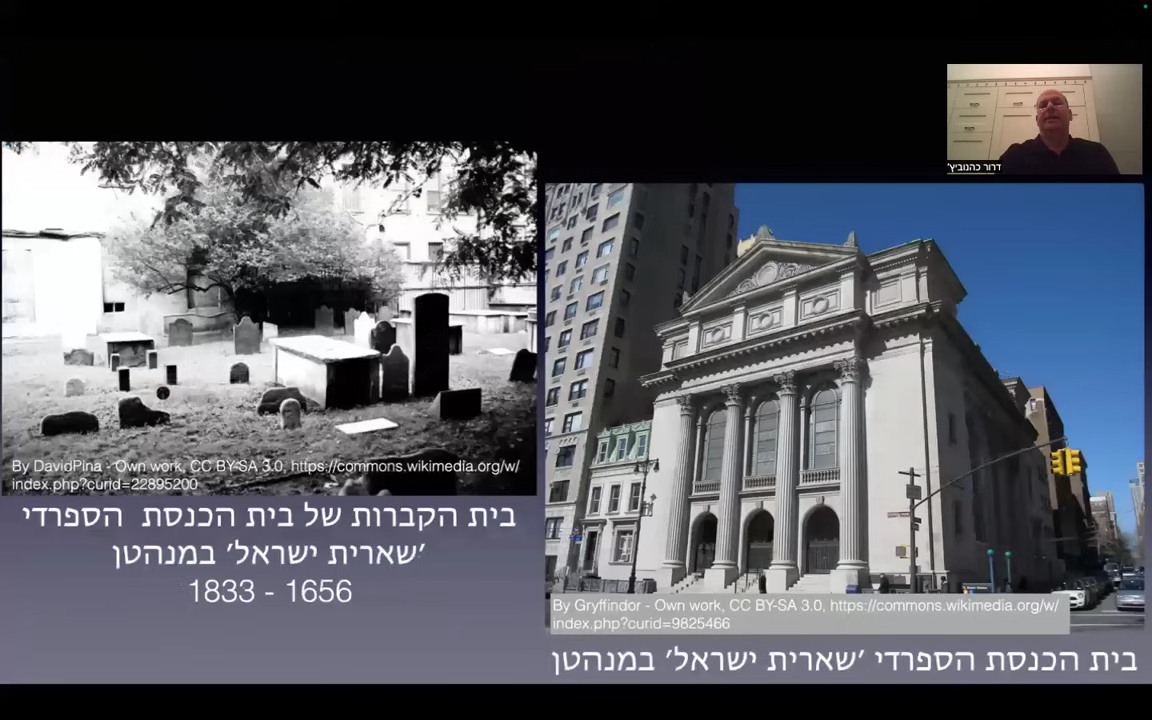 דרור כהנוביץ'
By DavidPina - Own work, CC BY-SA 3.0, https://commons.wikimedia.org/w/
index.php?curid=22895200
בית הקברות של בית הכנסת הספרדי
'שארית ישראל' במנהטן
1833 - 1656
By Gryffindor - Own work, CC BY-SA 3.0, https://commons.wikimedia.org/w/
index.php?curid=9825466
בית הכנסת הספרדי 'שארית ישראל' במנהטן